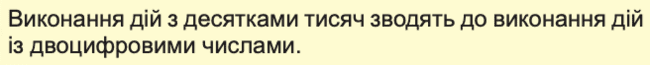 Виконання дій з десятками тисяч зводять до виконання дій
із двоцифровими числами.